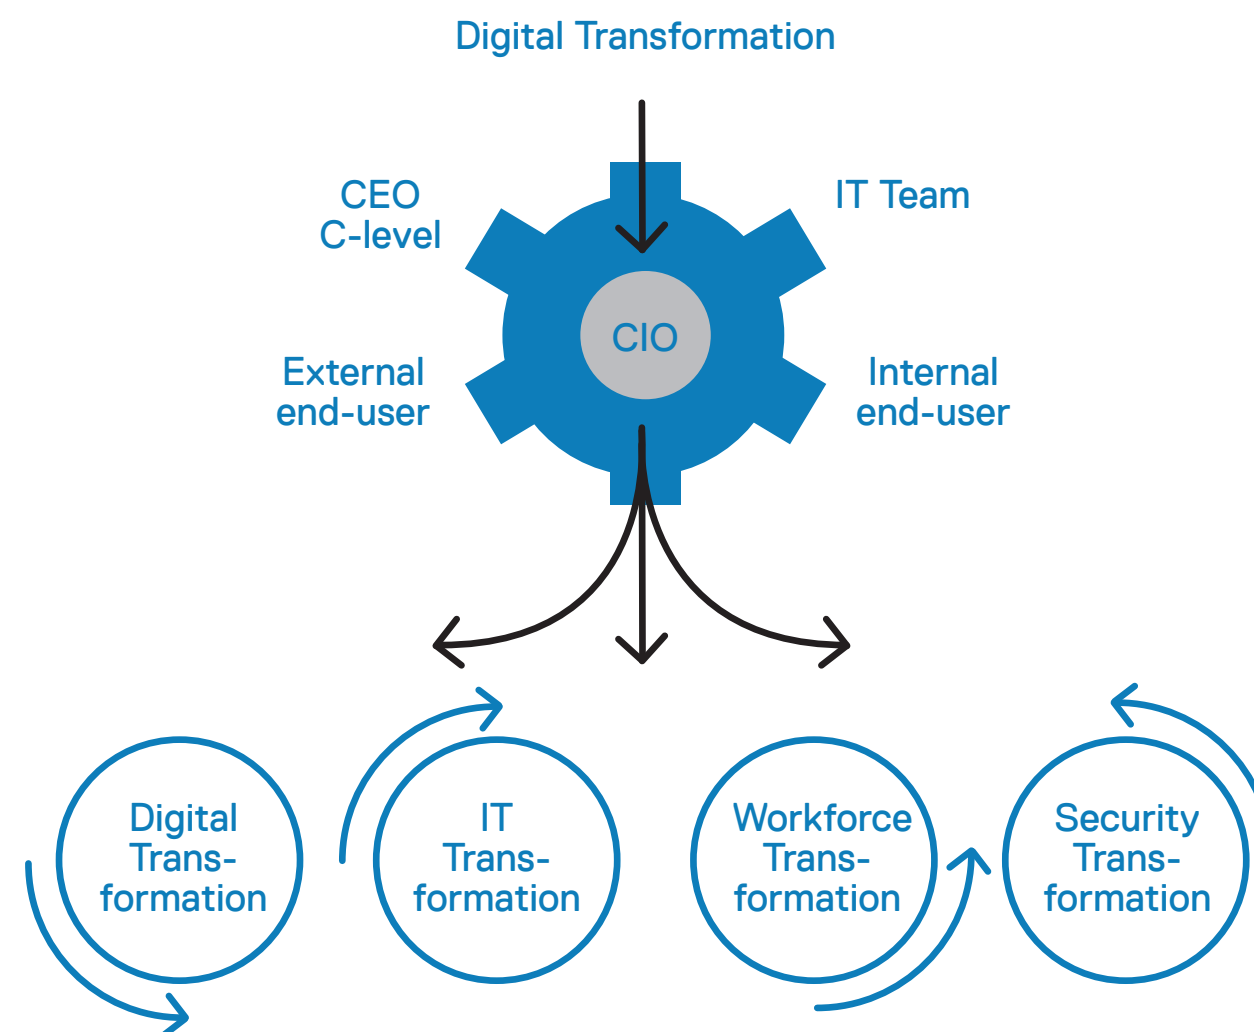 Digital Transformation
CEO
C-level
IT Team
CIO
External
end-user
Internal
end-user
Digital
Trans-
formation
IT
Trans-
formation
Workforce
Trans-
formation
Security
Trans-
formation